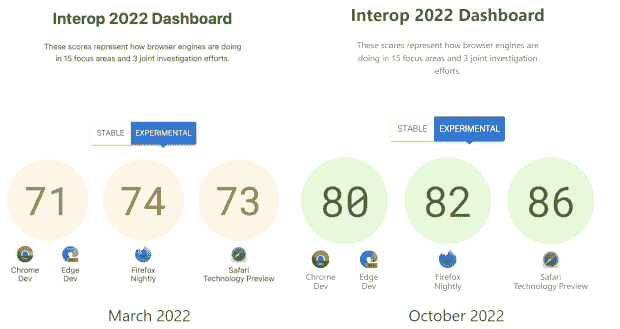 Interop 2022 Dashboard
These scores represent how browser engines are doing
in 15 focus areas and 3 joint investigation efforts.
STABLE EXPERIMENTAL
71 74 73
Chrome Dev
Edge Dev
Firefox Nightly
Safari Technology Preview
March 2022
Interop 2022 Dashboard
These scores represent how browser engines are
doing in 15 focus areas and 3 joint investigation
efforts.
STABLE EXPERIMENTAL
80 82 86
Chrome Dev
Edge Dev
Firefox Nightly
Safari Technology Preview
October 2022